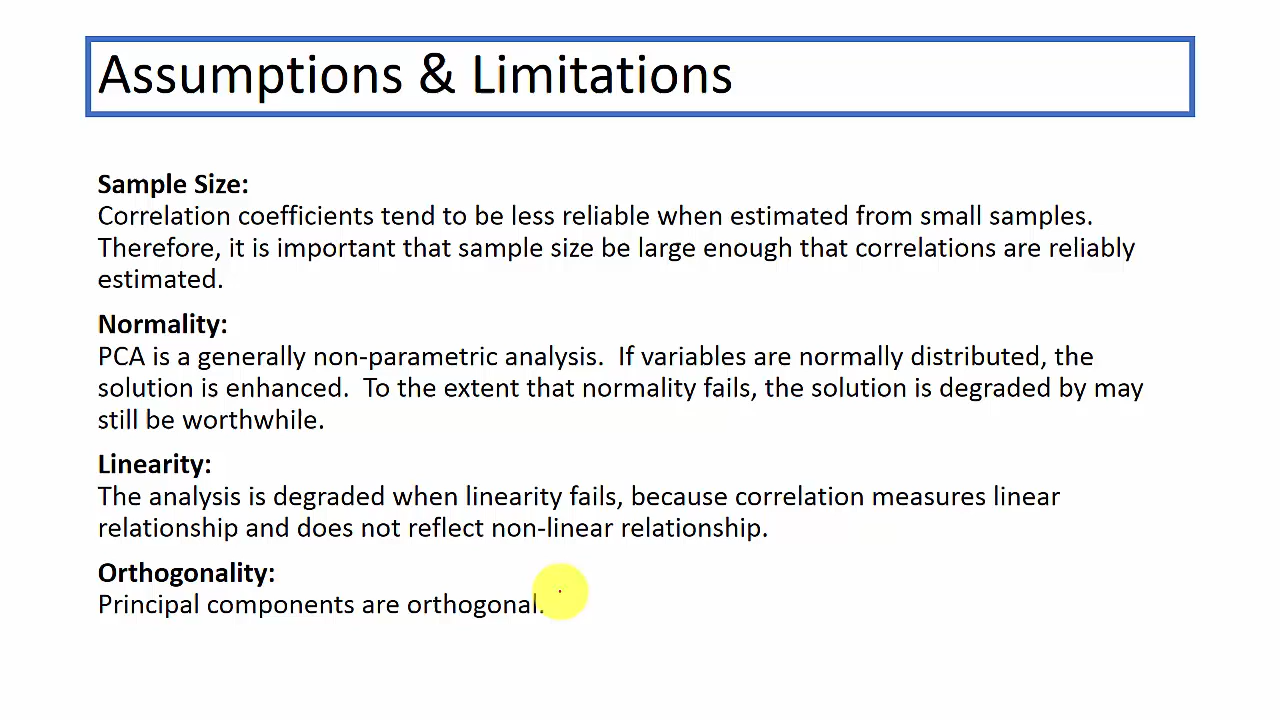 Assumptions & Limitations
Sample Size:
Correlation coefficients tend to be less reliable when estimated from small samples.
Therefore, it is important that sample size be large enough that correlations are reliably
estimated.
Normality:
PCA is a generally non-parametric analysis.  If variables are normally distributed, the
solution is enhanced.  To the extent that normality fails, the solution is degraded by may
still be worthwhile.
Linearity:
The analysis is degraded when linearity fails, because correlation measures linear
relationship and does not reflect non-linear relationship.
Orthogonality:
Principal components are orthogonal.